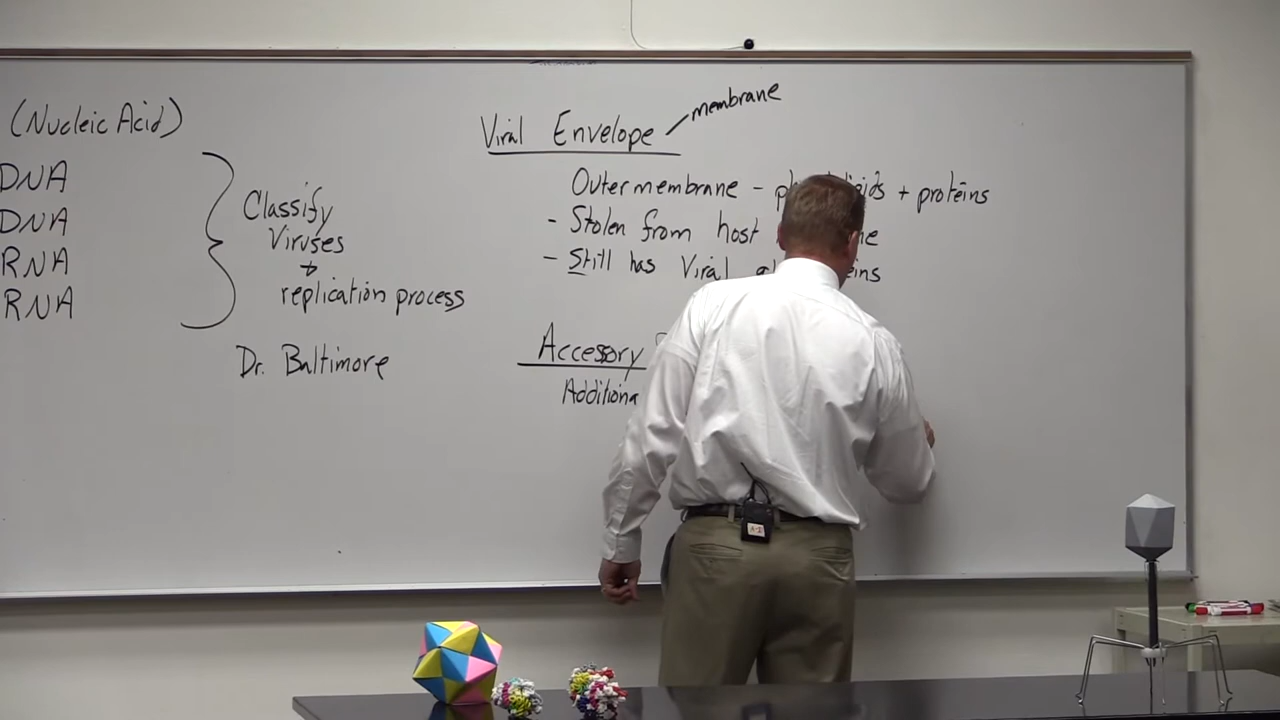 (Nucleic Acid)
DNA
DNA
RNA
RNA
Classify
Viruses
+
replication process
Dr. Baltimore
Viral Envelope
membrane
Outer membrane - + proteins
- Stolen from host
- Still has Viral
Accessory